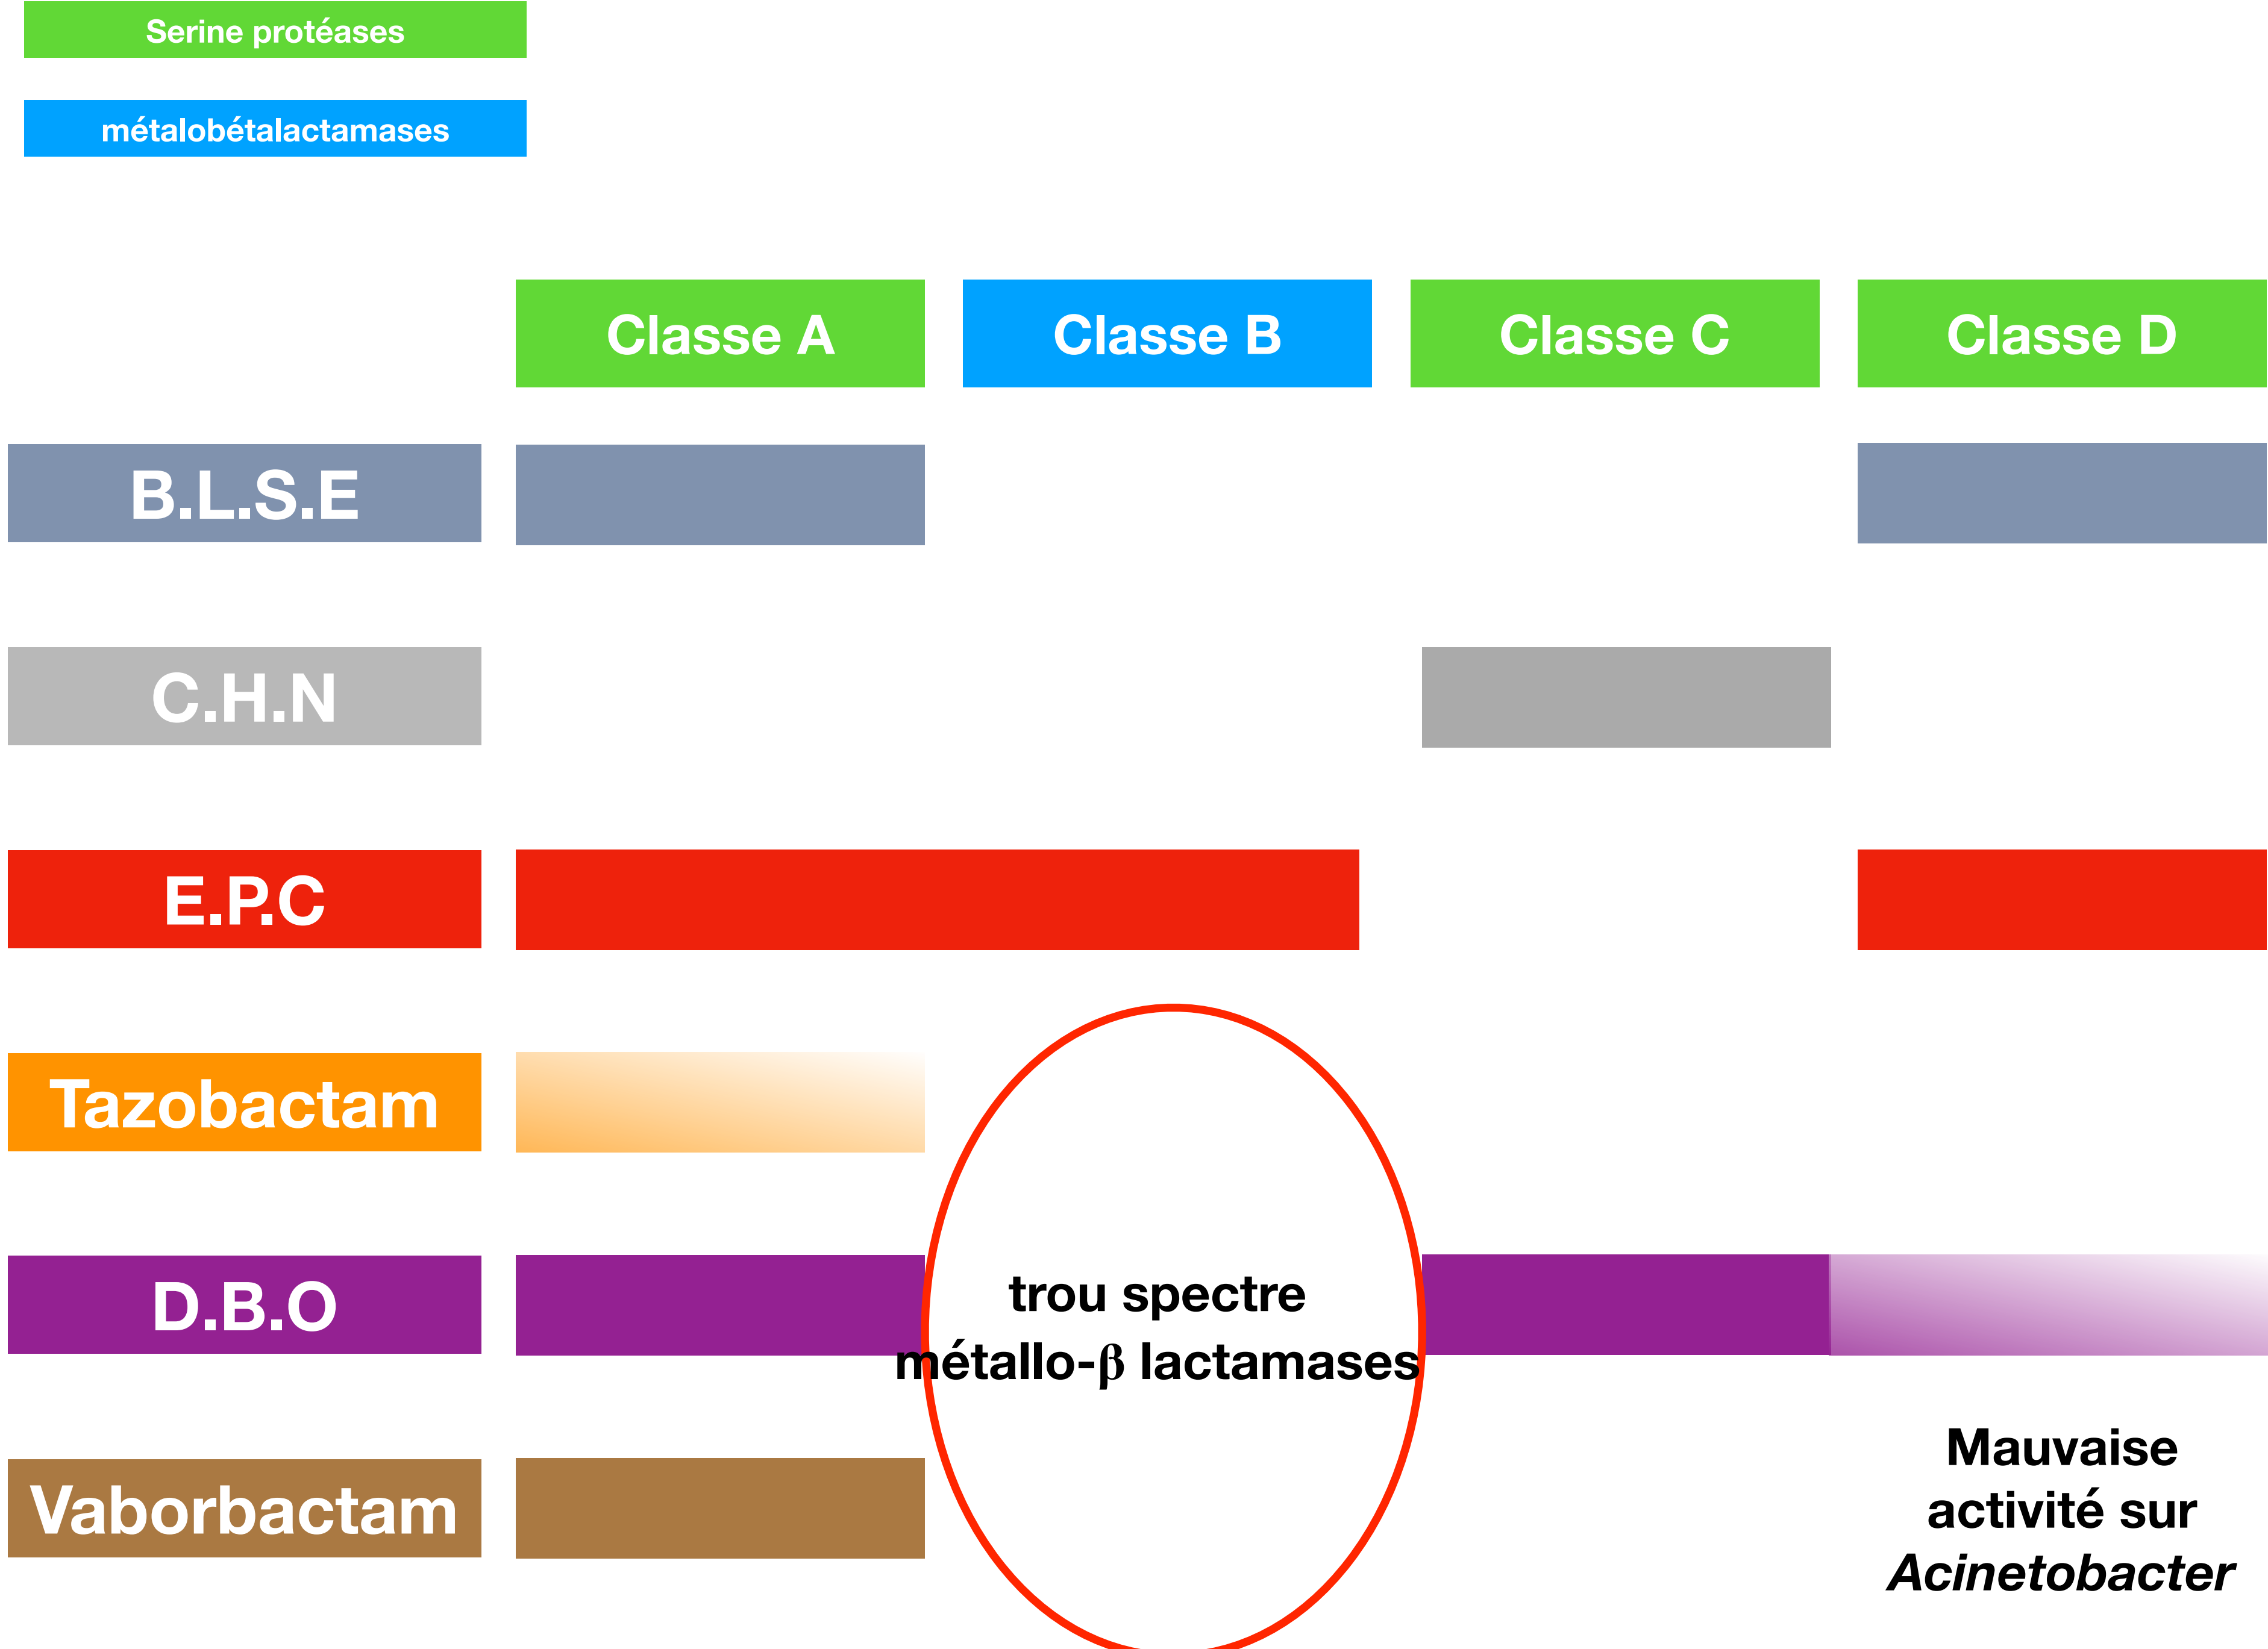 Serine protéases
métalobétalactamases
Classe A
Classe B
Classe C
Classe D
B.L.S.E
C.H.N
E.P.C
Tazobactam
D.B.O
trou spectre
métallo-β lactamases
Vaborbactam
Mauvaise
activité sur
Acinetobacter